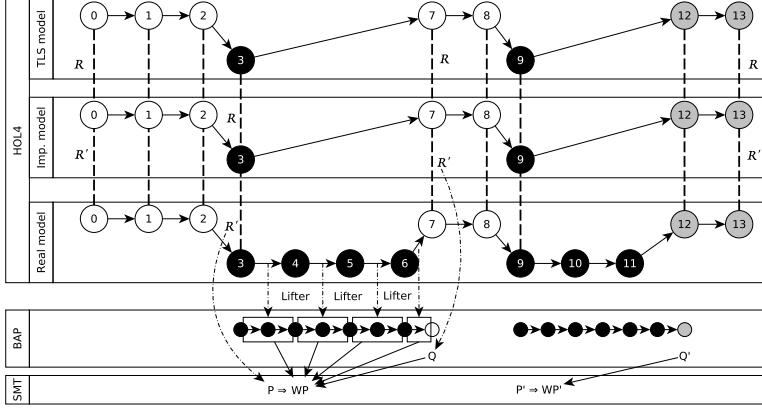 HOL4
TLS model
0 1 2 3 7 8 9 12 13
R R R
Imp. model
0 1 2 3 7 8 9 12 13
R' R R' R'
Real model
0 1 2 7 8 12 13
R'
3 4 5 6 9 10 11
Lifter Lifter Lifter
BAP
Q Q'
SMT
P ⇒ WP P' ⇒ WP'